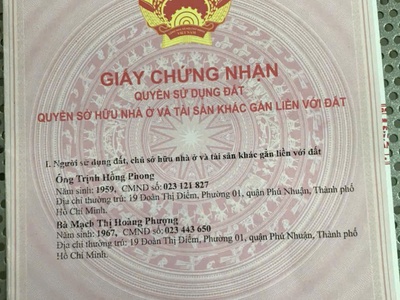 GIẤY CHỨNG NHẬN
QUYỀN SỬ DỤNG ĐẤT
QUYỀN SỞ HỮU NHÀ Ở VÀ TÀI SẢN KHÁC GẮN LIỀN VỚI ĐẤT
I. Người sử dụng đất, chủ sở hữu nhà ở và tài sản khác gắn liền với đất
Ông Trịnh Hồng Phong
Năm sinh: 1959, CMND số: 023 121 827
Địa chỉ thường trú: 19 Đoàn Thị Điểm, Phường 01, quận Phú Nhuận, Thành phố
Hồ Chí Minh.
Bà Mạch Thị Hoàng Phượng
Năm sinh: 1967, CMND số: 023 443 650
Địa chỉ thường trú: 19 Đoàn Thị Điểm, Phường 01, quận Phú Nhuận, Thành phố
Hồ Chí Minh.